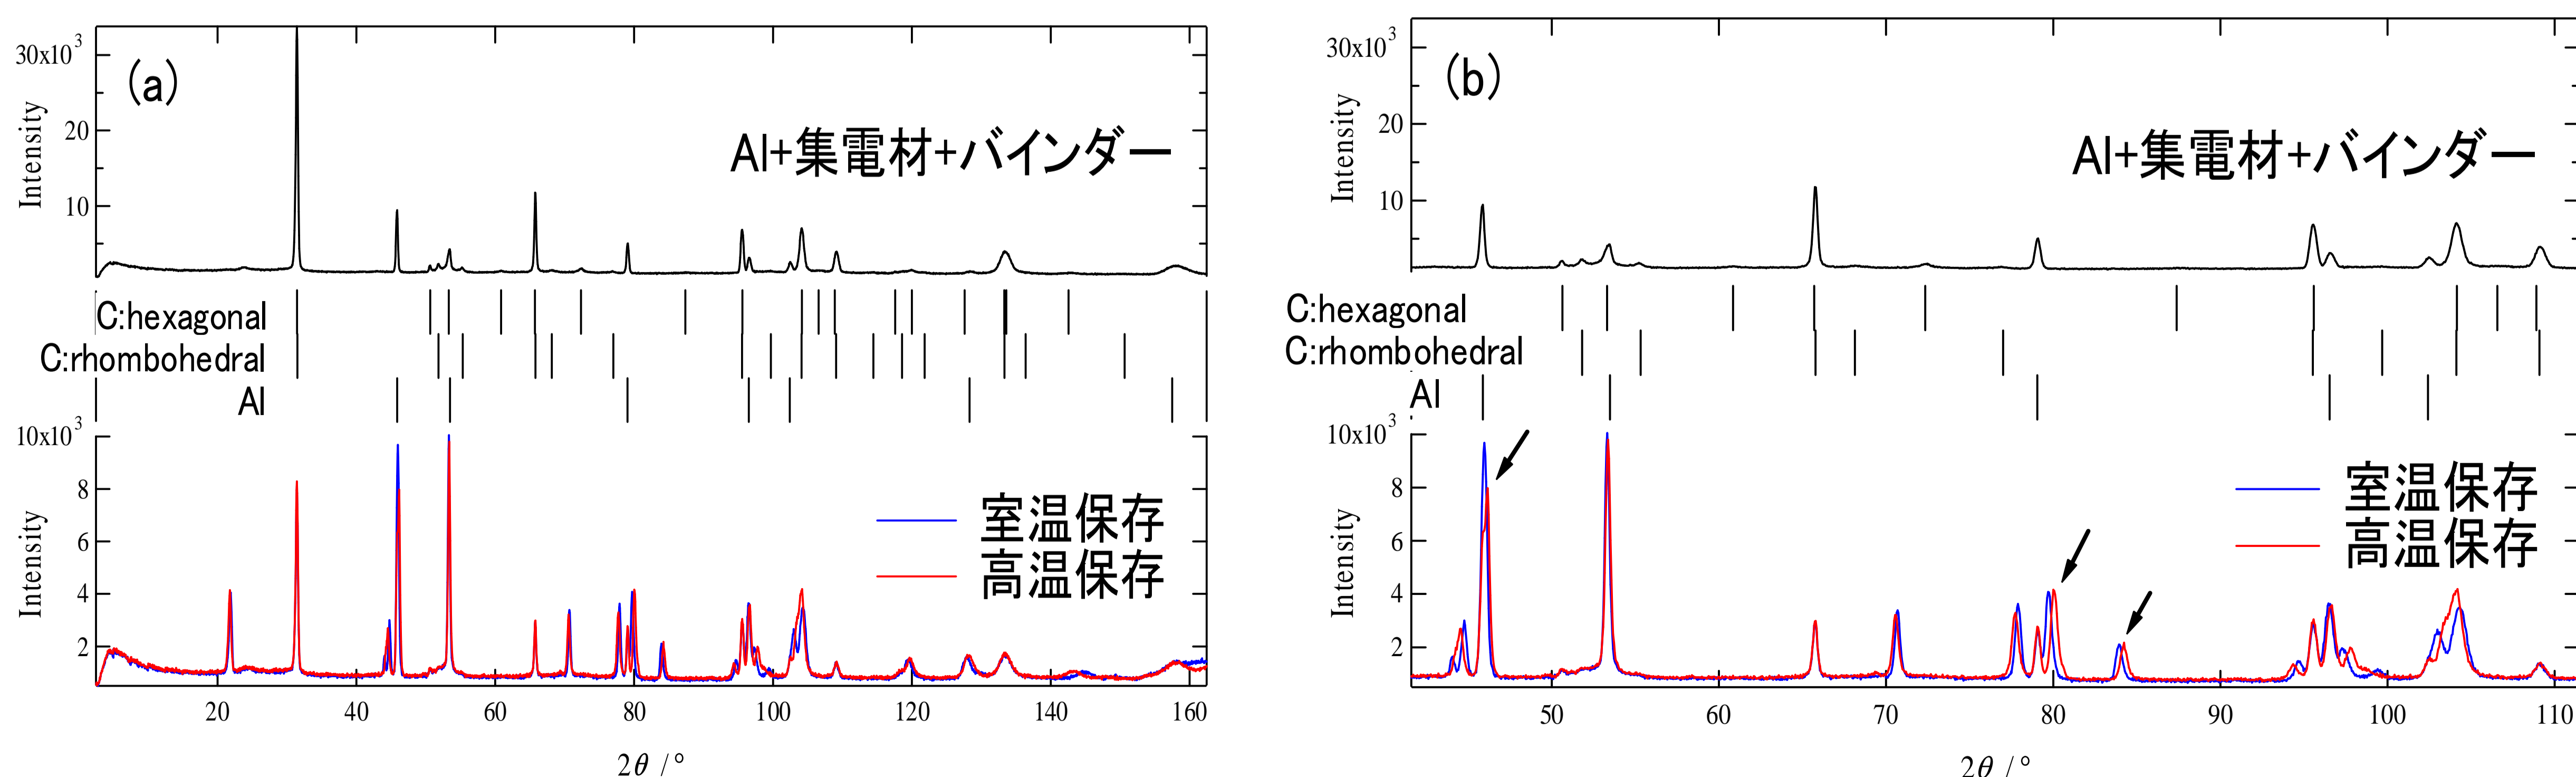 (a)
Al+集電材+バインダー
Intensity
30x10³
20
10
C:hexagonal
C:rhombohedral
Al
10x10³
8
6
4
2
Intensity
室温保存
高温保存
20 40 60 80 100 120 140 160
2θ /°
(b)
Al+集電材+バインダー
Intensity
30x10³
20
10
C:hexagonal
C:rhombohedral
Al
10x10³
8
6
4
2
Intensity
室温保存
高温保存
50 60 70 80 90 100 110
2θ /°